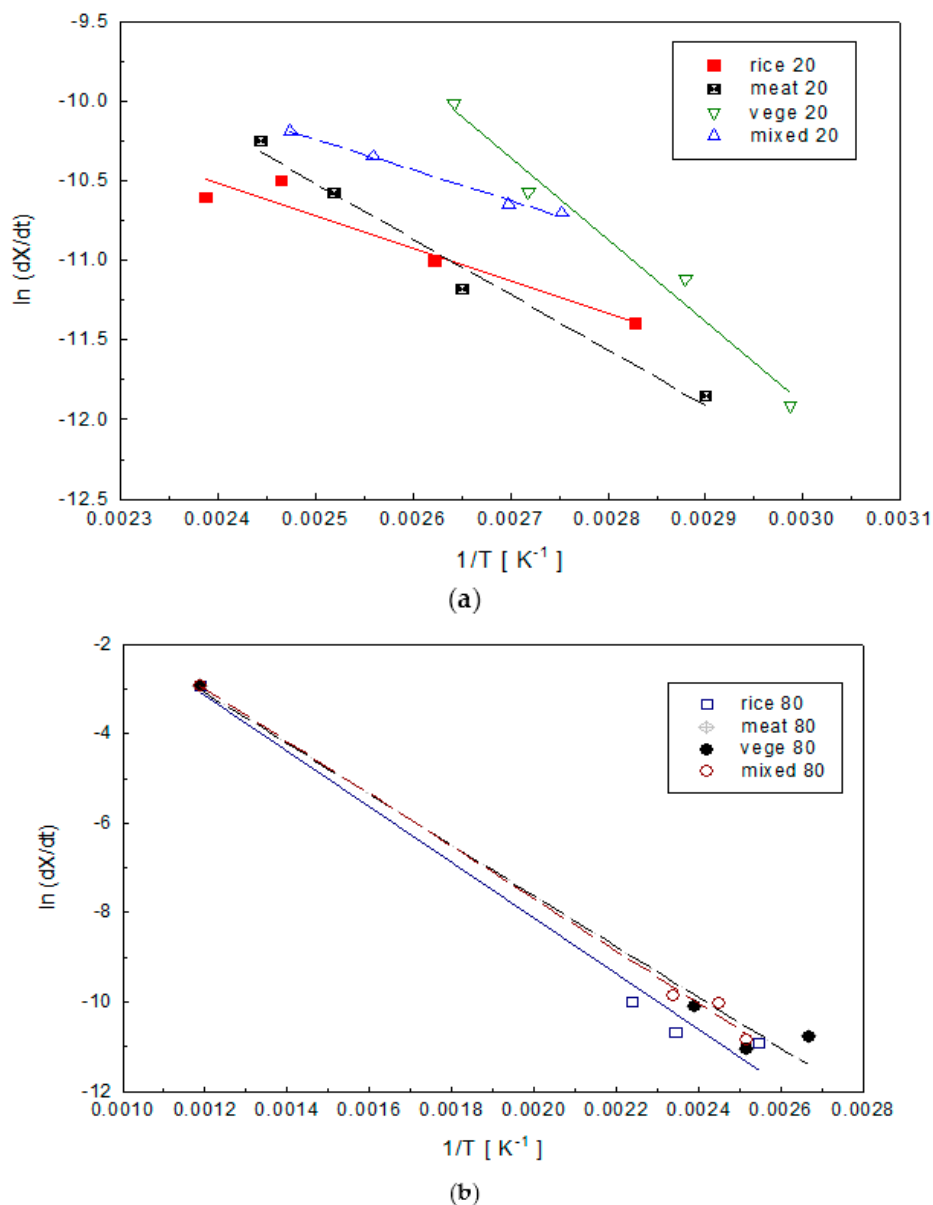 -9.5
-10.0
-10.5
-11.0
-11.5
-12.0
-12.5
ln (dX/dt)
rice 20
meat 20
vege 20
mixed 20
0.0023 0.0024 0.0025 0.0026 0.0027 0.0028 0.0029 0.0030 0.0031
1/T [ K⁻¹ ]
(a)
-2
-4
-6
-8
-10
-12
ln (dX/dt)
rice 80
meat 80
vege 80
mixed 80
0.0010 0.0012 0.0014 0.0016 0.0018 0.0020 0.0022 0.0024 0.0026 0.0028
1/T [ K⁻¹ ]
(b)